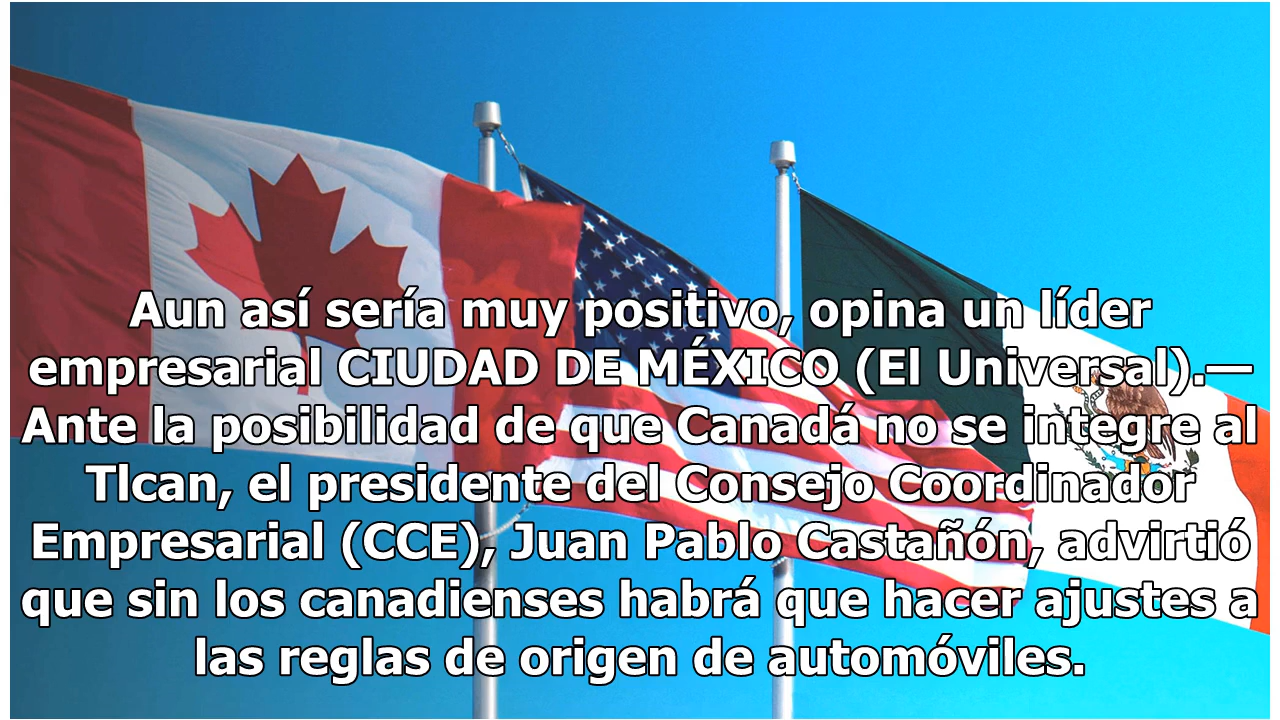 Aun así sería muy positivo, opina un líder
empresarial CIUDAD DE MÉXICO (El Universal).—
Ante la posibilidad de que Canadá no se integre al
Tlcan, el presidente del Consejo Coordinador
Empresarial (CCE), Juan Pablo Castañón, advirtió
que sin los canadienses habrá que hacer ajustes a
las reglas de origen de automóviles.